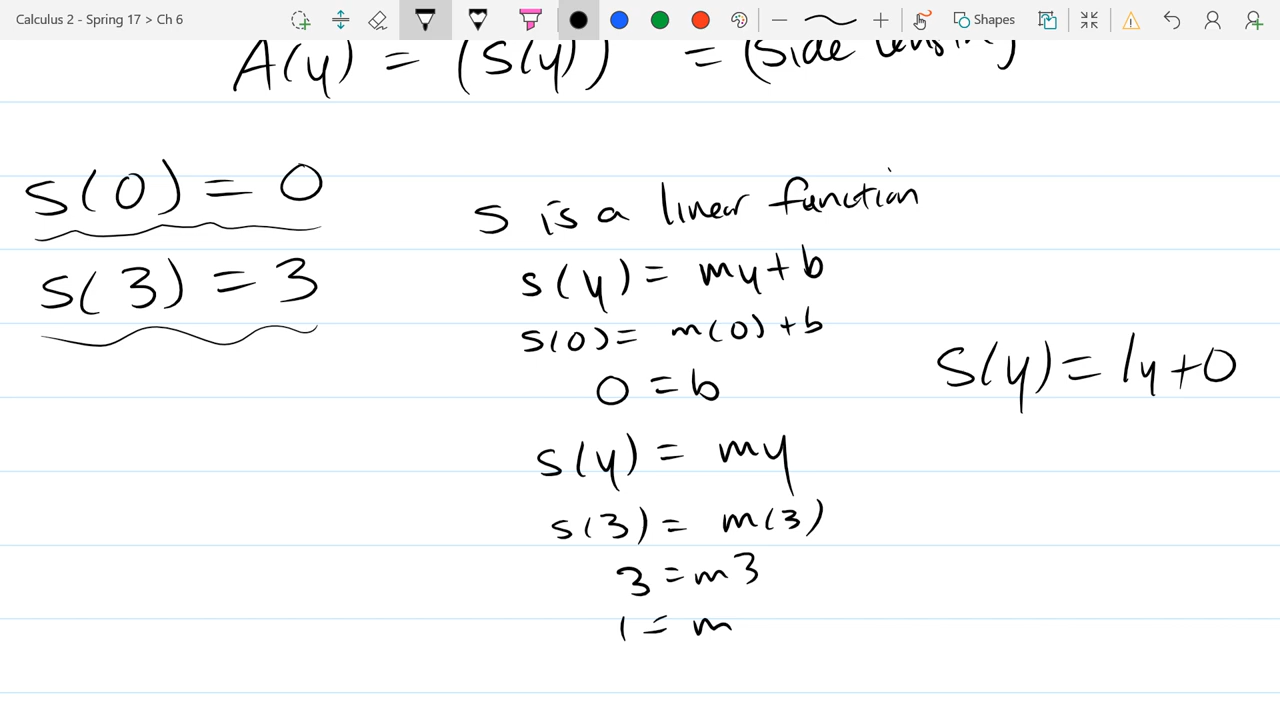 Calculus 2 - Spring 17 > Ch 6
Shapes
A(y) = (S(y)) = (Side
s(0) = 0
s(3) = 3
S is a linear function
s(y) = my + b
s(0) = m(0) + b
0 = b
s(y) = my
s(3) = m(3)
3 = m3
1 = m
S(y) = 1y + 0